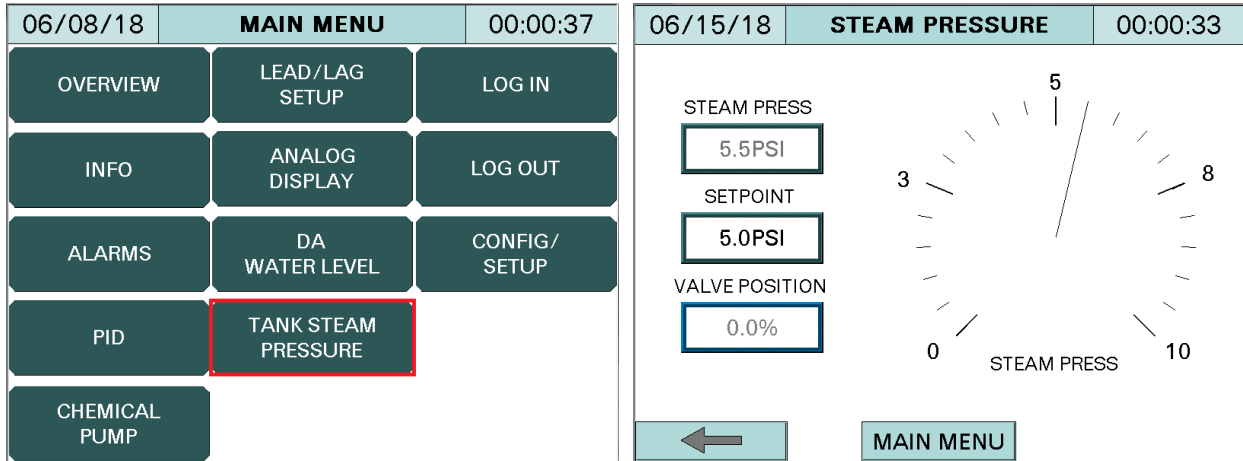 06/08/18 MAIN MENU 00:00:37
OVERVIEW
LEAD/LAG
SETUP
LOG IN
INFO
ANALOG
DISPLAY
LOG OUT
ALARMS
DA
WATER LEVEL
CONFIG/
SETUP
PID
TANK STEAM
PRESSURE
CHEMICAL
PUMP
06/15/18 STEAM PRESSURE 00:00:33
STEAM PRESS
5.5PSI
SETPOINT
5.0PSI
VALVE POSITION
0.0%
5
3
8
0
10
STEAM PRESS
MAIN MENU